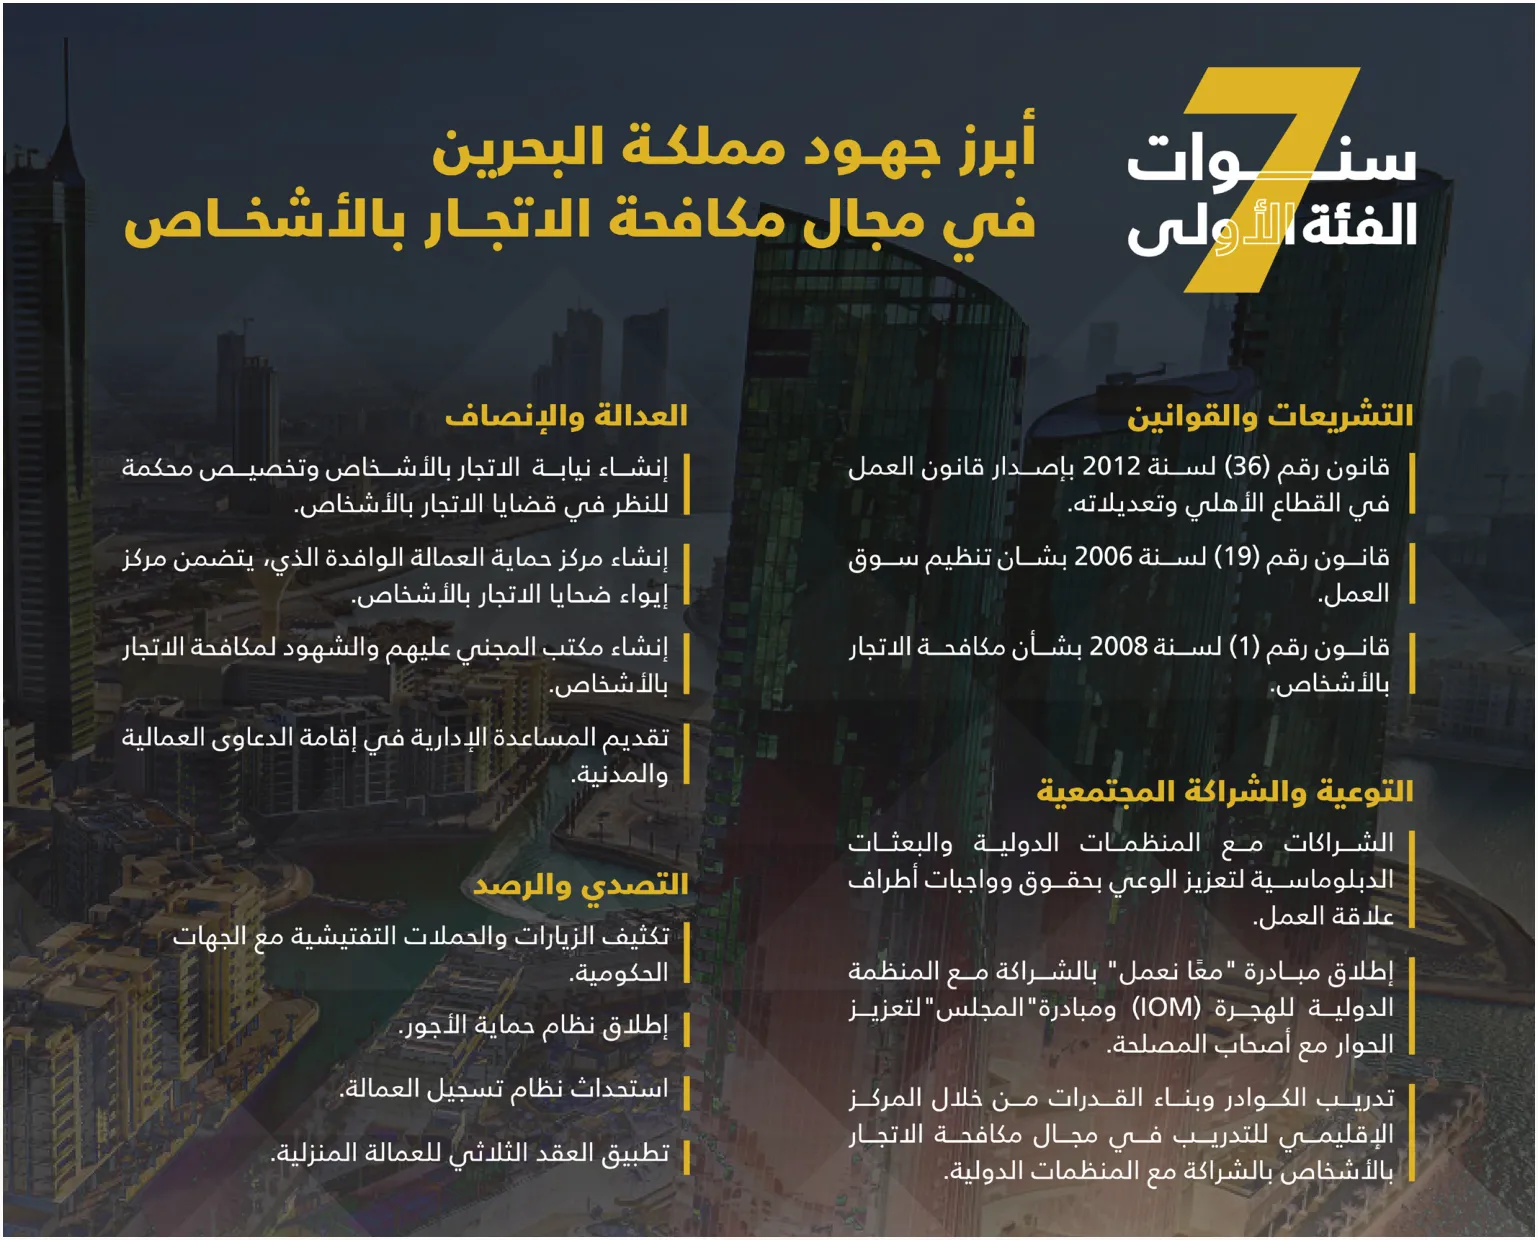 7
سنوات
الفئة الأولى
أبرز جهود مملكة البحرين
في مجال مكافحة الاتجار بالأشخاص
التشريعات والقوانين
قانون رقم (36) لسنة 2012 بإصدار قانون العمل
في القطاع الأهلي وتعديلاته.
قانون رقم (19) لسنة 2006 بشان تنظيم سوق
العمل.
قانون رقم (1) لسنة 2008 بشأن مكافحة الاتجار
بالأشخاص.
التوعية والشراكة المجتمعية
الشراكات مع المنظمات الدولية والبعثات
الدبلوماسية لتعزيز الوعي بحقوق وواجبات أطراف
علاقة العمل.
إطلاق مبادرة "معًا نعمل" بالشراكة مع المنظمة
الدولية للهجرة (IOM) ومبادرة"المجلس"لتعزيز
الحوار مع أصحاب المصلحة.
تدريب الكوادر وبناء القدرات من خلال المركز
الإقليمي للتدريب في مجال مكافحة الاتجار
بالأشخاص بالشراكة مع المنظمات الدولية.
العدالة والإنصاف
إنشاء نيابة الاتجار بالأشخاص وتخصيص محكمة
للنظر في قضايا الاتجار بالأشخاص.
إنشاء مركز حماية العمالة الوافدة الذي، يتضمن مركز
إيواء ضحايا الاتجار بالأشخاص.
إنشاء مكتب المجني عليهم والشهود لمكافحة الاتجار
بالأشخاص.
تقديم المساعدة الإدارية في إقامة الدعاوى العمالية
والمدنية.
التصدي والرصد
تكثيف الزيارات والحملات التفتيشية مع الجهات
الحكومية.
إطلاق نظام حماية الأجور.
استحداث نظام تسجيل العمالة.
تطبيق العقد الثلاثي للعمالة المنزلية.